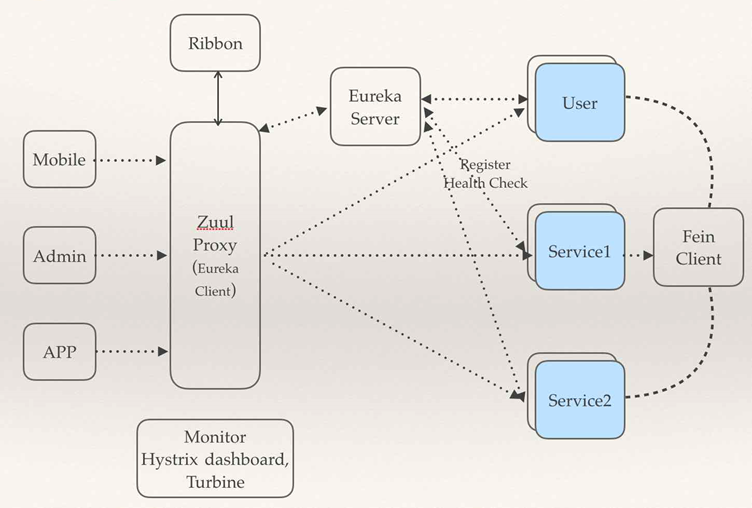 Ribbon
Eureka
Server
User
Mobile
Register
Health Check
Zuul
Proxy
(Eureka
Client)
Admin
Service1
Fein
Client
APP
Service2
Monitor
Hystrix dashboard,
Turbine